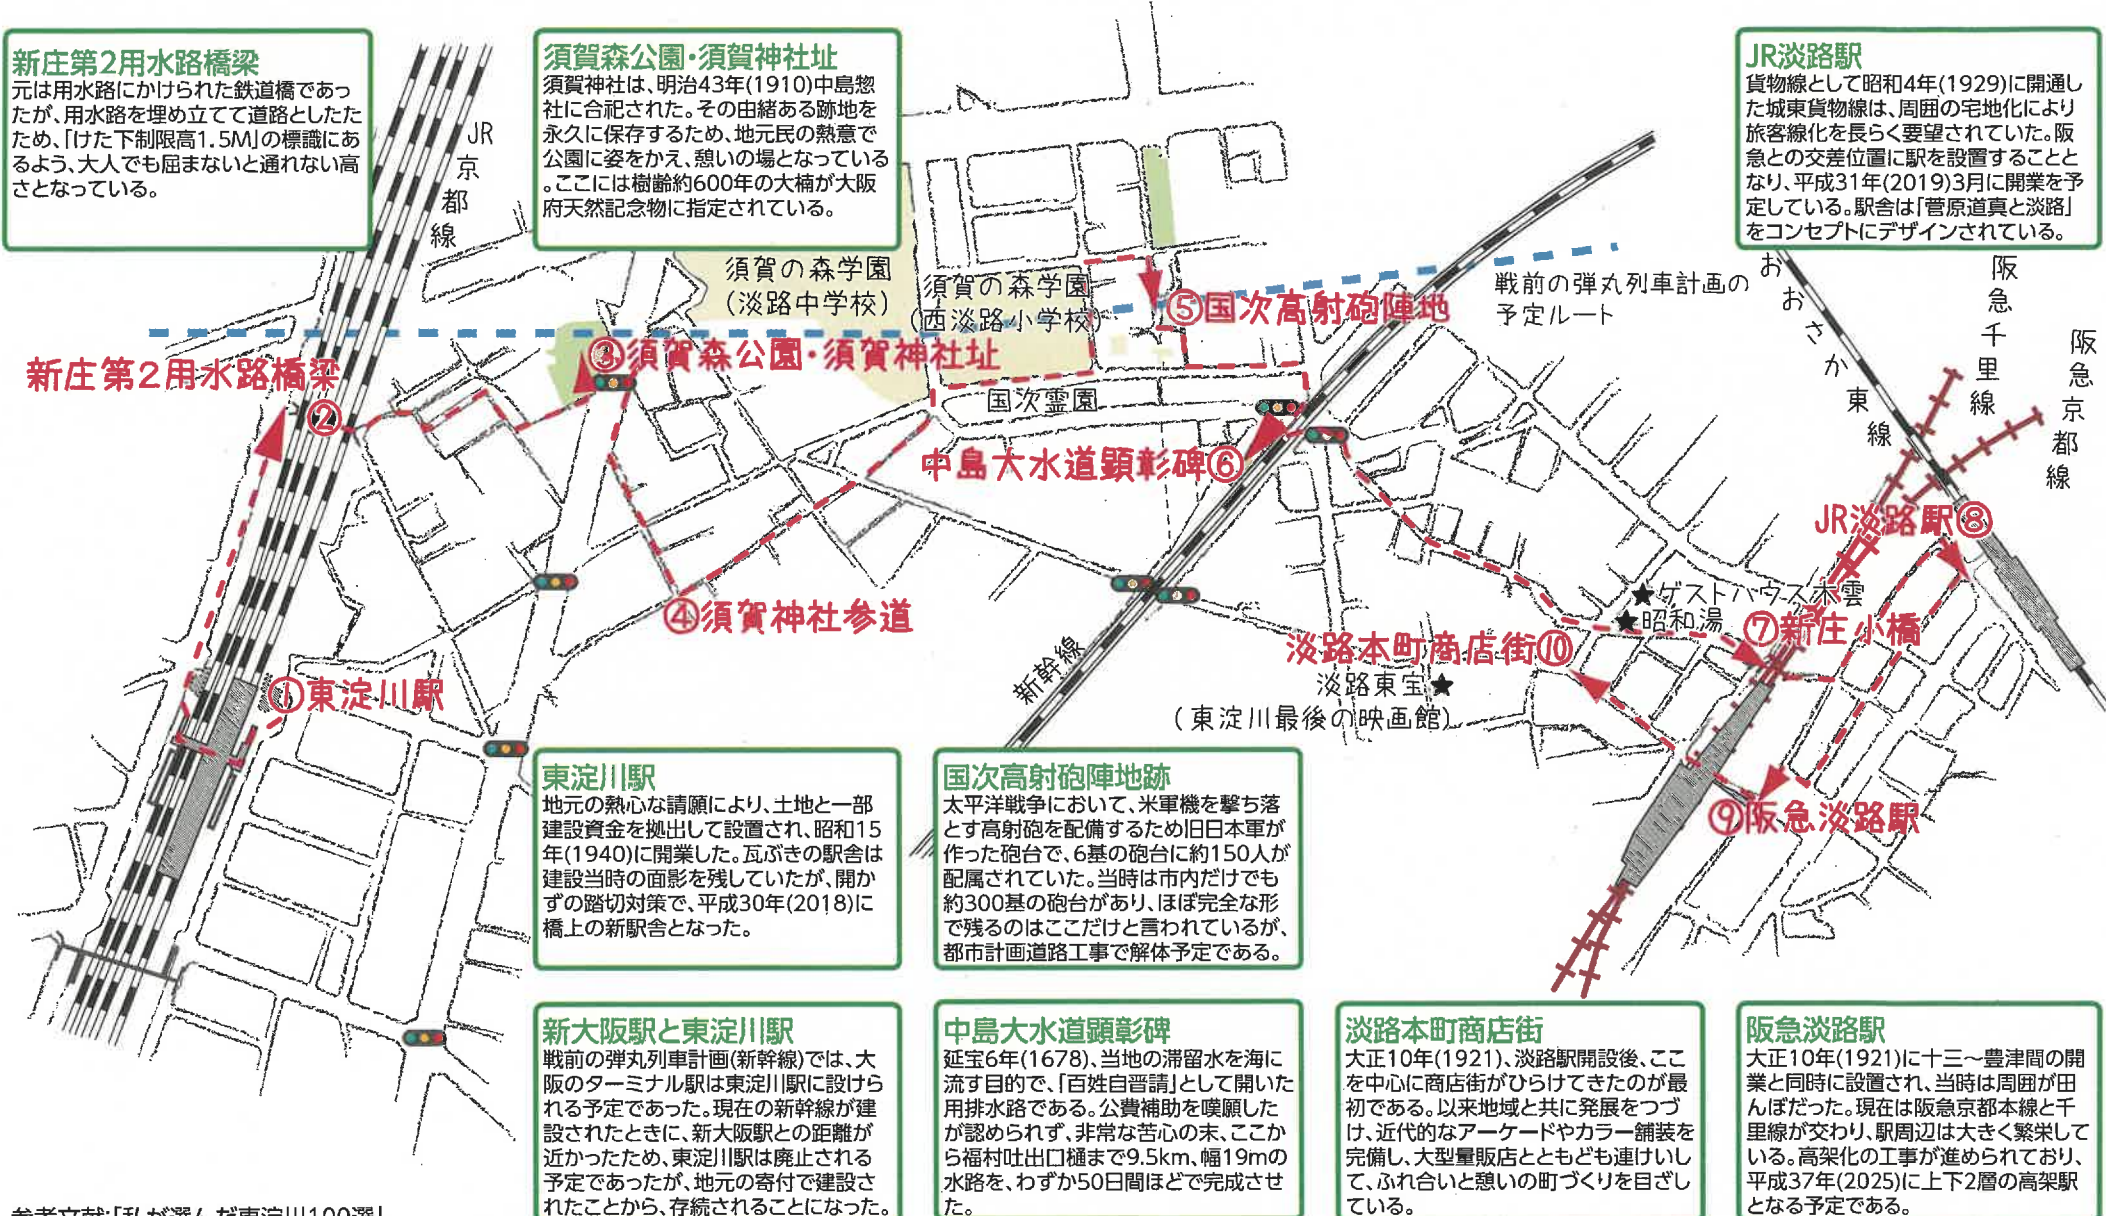 新庄第2用水路橋梁
元は用水路にかけられた鉄道橋であっ
たが、用水路を埋め立てて道路としたた
ため、「けた下制限高1.5M」の標識にあ
るよう、大人でも屈まないと通れない高
さとなっている。
須賀森公園・須賀神社址
須賀神社は、明治43年(1910)中島惣
社に合祀された。その由緒ある跡地を
永久に保存するため、地元民の熱意で
公園に姿をかえ、憩いの場となっている
。ここには樹齢約600年の大楠が大阪
府天然記念物に指定されている。
JR淡路駅
貨物線として昭和4年(1929)に開通し
た城東貨物線は、周囲の宅地化により
旅客線化を長らく要望されていた。阪
急との交差位置に駅を設置することと
なり、平成31年(2019)3月に開業を予
定している。駅舎は「菅原道真と淡路」
をコンセプトにデザインされている。
JR京都線
須賀の森学園
(淡路中学校)
須賀の森学園
(西淡路小学校)
戦前の弾丸列車計画の
予定ルート
おおさか東線
阪急千里線
阪急京都線
⑤国次高射砲陣地
新庄第2用水路橋梁
②
③須賀森公園・須賀神社址
国次霊園
中島大水道顕彰碑⑥
JR淡路駅⑧
★ゲストハウス木雲
★昭和湯
④須賀神社参道
⑦新庄小橋
淡路本町商店街⑩
新幹線
淡路東宝★
(東淀川最後の映画館)
①東淀川駅
⑨阪急淡路駅
東淀川駅
地元の熱心な請願により、土地と一部
建設資金を拠出して設置され、昭和15
年(1940)に開業した。瓦ぶきの駅舎は
建設当時の面影を残していたが、開か
ずの踏切対策で、平成30年(2018)に
橋上の新駅舎となった。
国次高射砲陣地跡
太平洋戦争において、米軍機を撃ち落
とす高射砲を配備するため旧日本軍が
作った砲台で、6基の砲台に約150人が
配属されていた。当時は市内だけでも
約300基の砲台があり、ほぼ完全な形
で残るのはここだけと言われているが、
都市計画道路工事で解体予定である。
新大阪駅と東淀川駅
戦前の弾丸列車計画(新幹線)では、大
阪のターミナル駅は東淀川駅に設けら
れる予定であった。現在の新幹線が建
設されたときに、新大阪駅との距離が
近かったため、東淀川駅は廃止される
予定であったが、地元の寄付で建設さ
れたことから、存続されることになった。
中島大水道顕彰碑
延宝6年(1678)、当地の滞留水を海に
流す目的で、「百姓自普請」として開いた
用排水路である。公費補助を嘆願した
が認められず、非常な苦心の末、ここか
ら福村吐出口樋まで9.5km、幅19mの
水路を、わずか50日間ほどで完成させ
た。
淡路本町商店街
大正10年(1921)、淡路駅開設後、ここ
を中心に商店街がひらけてきたのが最
初である。以来地域と共に発展をつづ
け、近代的なアーケードやカラー舗装を
完備し、大型量販店とともども連けいし
て、ふれ合いと憩いの町づくりを目ざし
ている。
阪急淡路駅
大正10年(1921)に十三～豊津間の開
業と同時に設置され、当時は周囲が田
んぼだった。現在は阪急京都本線と千
里線が交わり、駅周辺は大きく繁栄して
いる。高架化の工事が進められており、
平成37年(2025)に上下2層の高架駅
となる予定である。
参考文献:「私が選んだ東淀川100選」